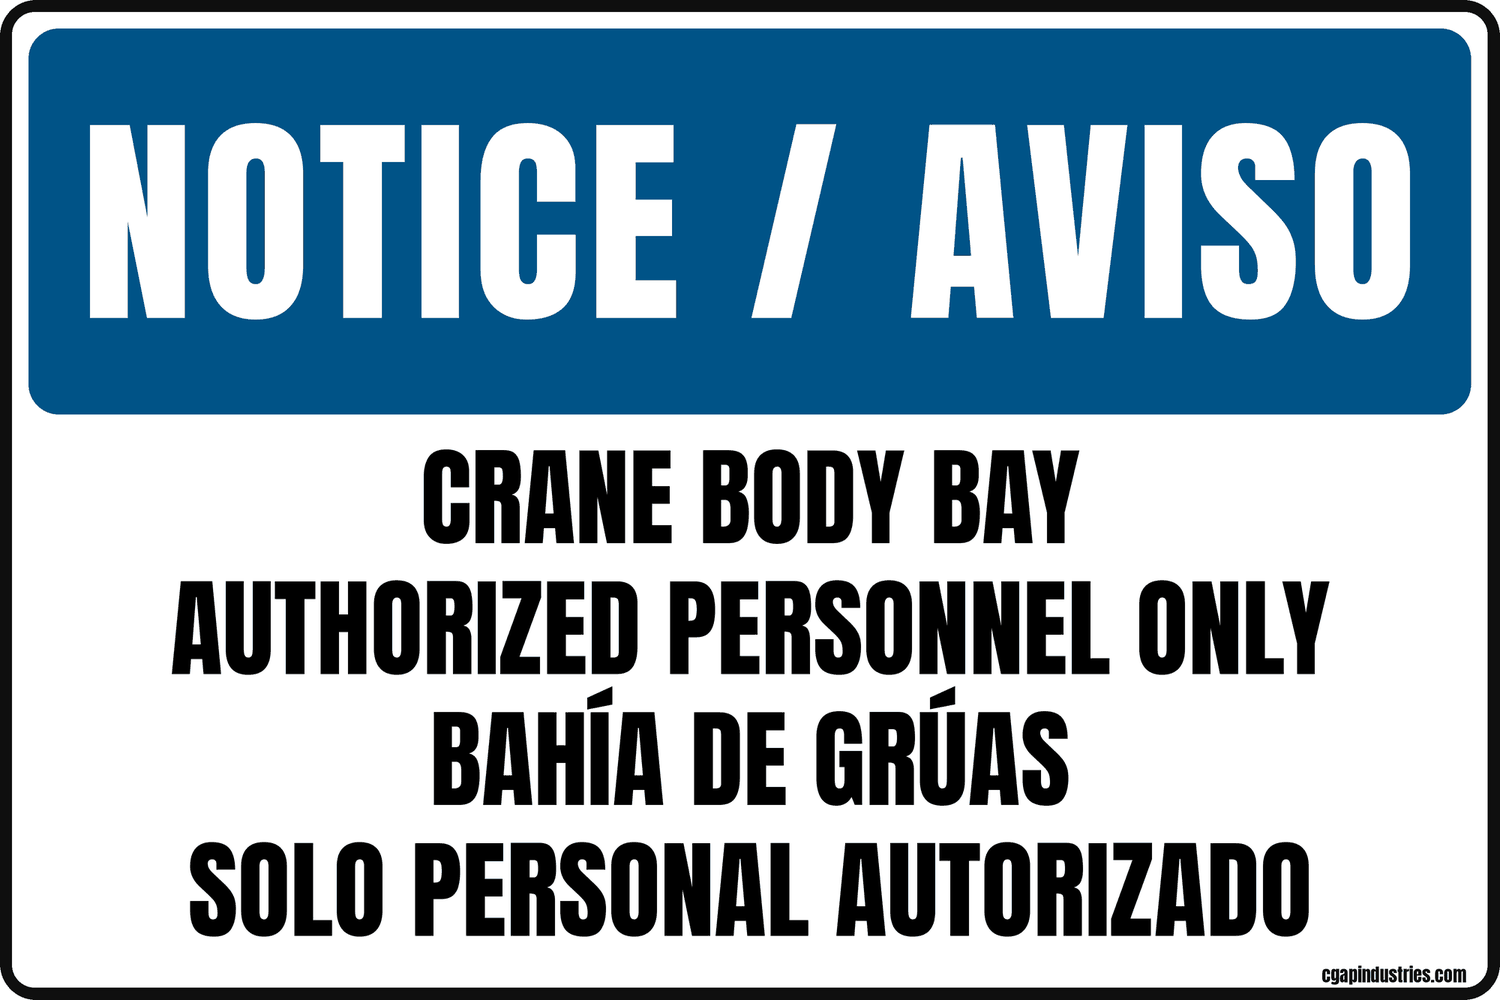 NOTICE / AVISO
CRANE BODY BAY
AUTHORIZED PERSONNEL ONLY
BAHÍA DE GRÚAS
SOLO PERSONAL AUTORIZADO
cgapindustries.com